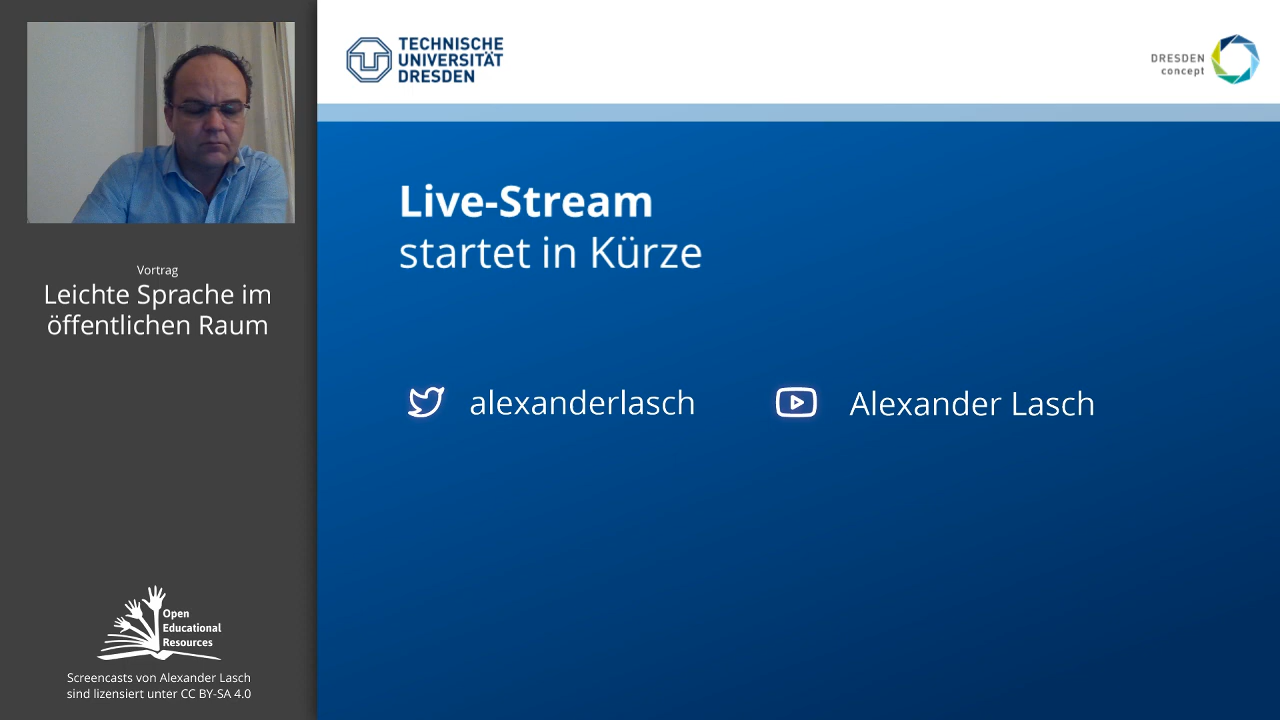 Vortrag
Leichte Sprache im
öffentlichen Raum
Open
Educational
Resources
Screencasts von Alexander Lasch
sind lizensiert unter CC BY-SA 4.0
TECHNISCHE
UNIVERSITÄT
DRESDEN
DRESDEN
concept
Live-Stream
startet in Kürze
alexanderlasch
Alexander Lasch